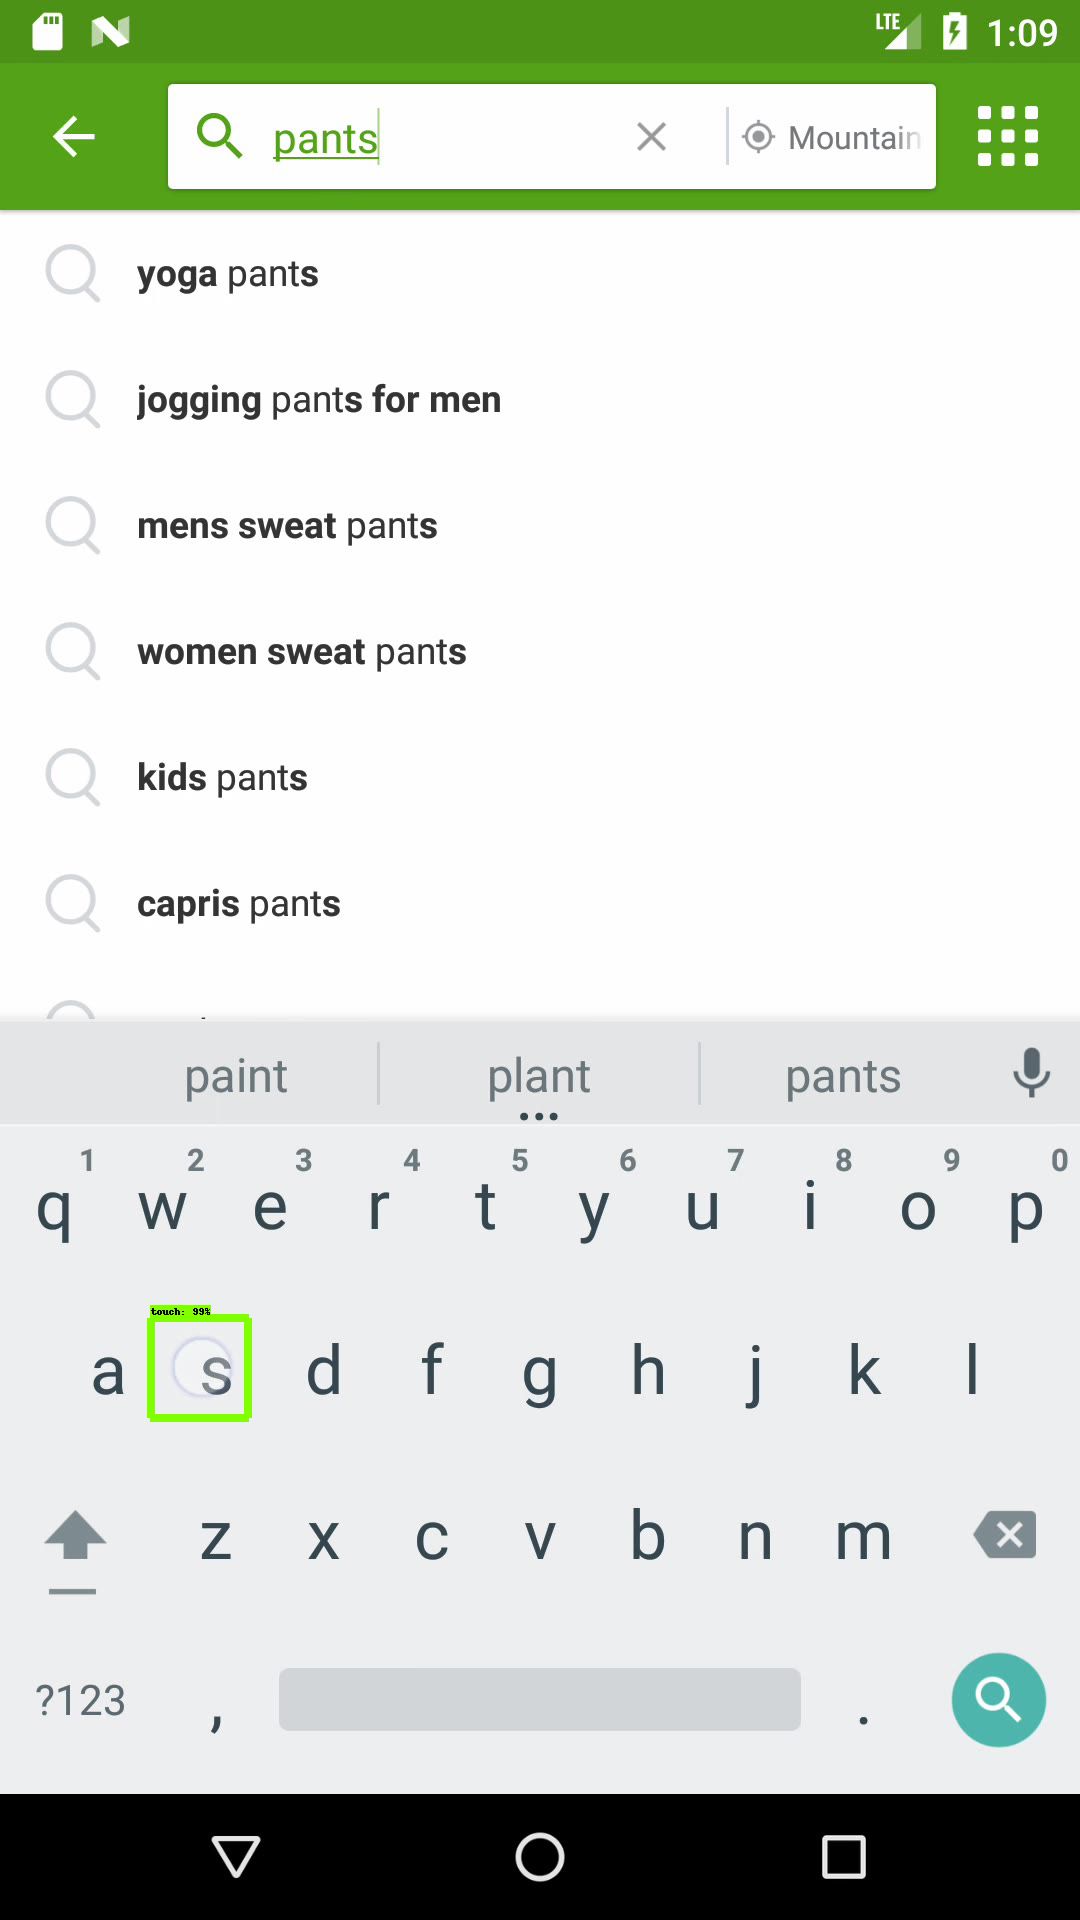 LTE 1:09
pants Mountain
yoga pants
jogging pants for men
mens sweat pants
women sweat pants
kids pants
capris pants
paint plant pants
1 2 3 4 5 6 7 8 9 0
q w e r t y u i o p
touch: 99%
a s d f g h j k l
z x c v b n m
?123 , .